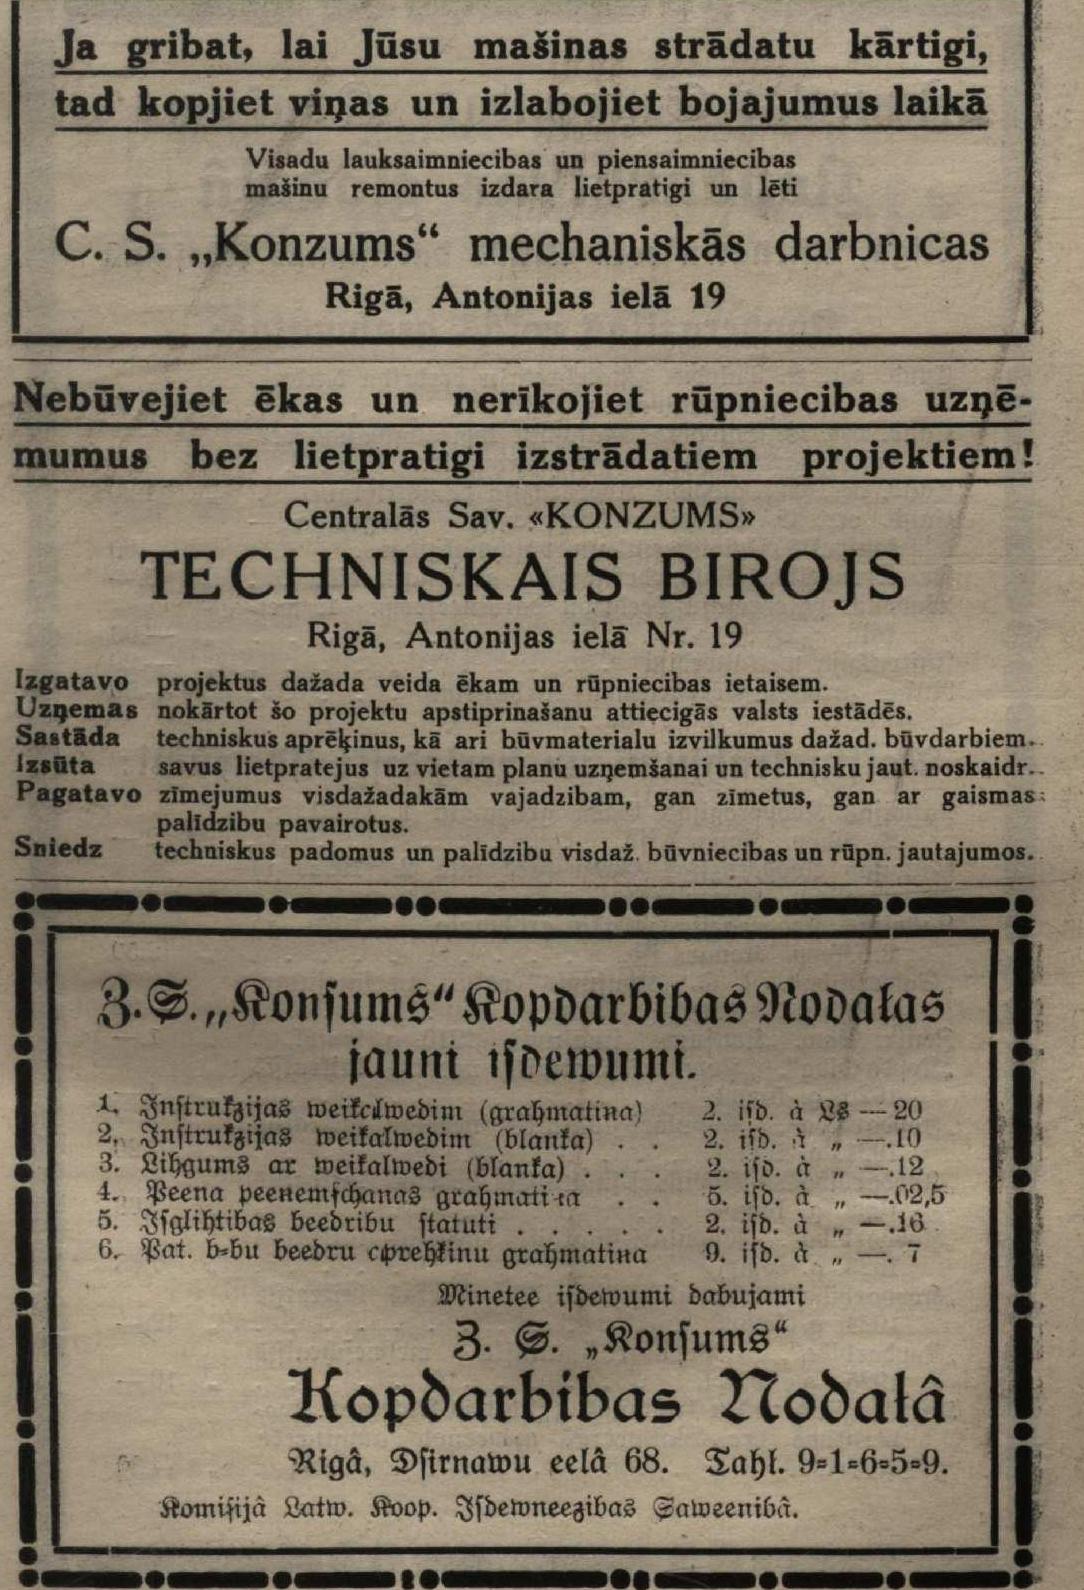 Ja gribat, lai Jūsu mašinas strādatu kārtigi,
tad kopjiet viņas un izlabojiet bojajumus laikā
Visadu lauksaimniecibas un piensaimniecibas
mašinu remontus izdara lietpratigi un lēti
C. S. „Konzums“ mechaniskās darbnicas
Rigā, Antonijas ielā 19
Nebūvejiet ēkas un nerīkojiet rūpniecibas uzņē-
mumus bez lietpratigi izstrādatiem projektiem!
Centralās Sav. «KONZUMS»
TECHNISKAIS BIROJS
Rigā, Antonijas ielā Nr. 19
Izgatavo projektus dažada veida ēkam un rūpniecibas ietaisem.
Uzņemas nokārtot šo projektu apstiprinašanu attiecigās valsts iestādēs.
Sastāda techniskus aprēķinus, kā ari būvmaterialu izvilkumus dažad. būvdarbiem.
Izsūta savus lietpratejus uz vietam planu uzņemšanai un technisku jaut. noskaidr.
Pagatavo zīmejumus visdažadakām vajadzibam, gan zīmetus, gan ar gaismas
palīdzibu pavairotus.
Sniedz techniskus padomus un palīdzibu visdaž. būvniecibas un rūpn. jautajumos.
Z. S. „Konsums“ Kopdarbibas Nodałas
jauni isdewumi.
1. Instrukzijas weikalwedim (grahmatina) 2. isd. à Ls —20
2. Instrukzijas weikalwedim (blanka) . . 2. isd. à „ —.10
3. Lihgums ar weikalwedi (blanka) . . . 2. isd. à „ —.12
4. Peena peenemschanas grahmatina . . 5. isd. à „ —.02,5
5. Isglihtibas beedribu statuti . . . . . 2. isd. à „ —.16
6. Pat. b-bu beedru aprehkinu grahmatina 9. isd. à „ —. 7
Minetee isdewumi dabujami
Z. S. „Konsums“
Kopdarbibas Nodałâ
Rigâ, Dsirnawu eelâ 68. Tahl. 9-1-6-5-9.
Komisijâ Latw. Koop. Isdewneezibas Saweenibâ.